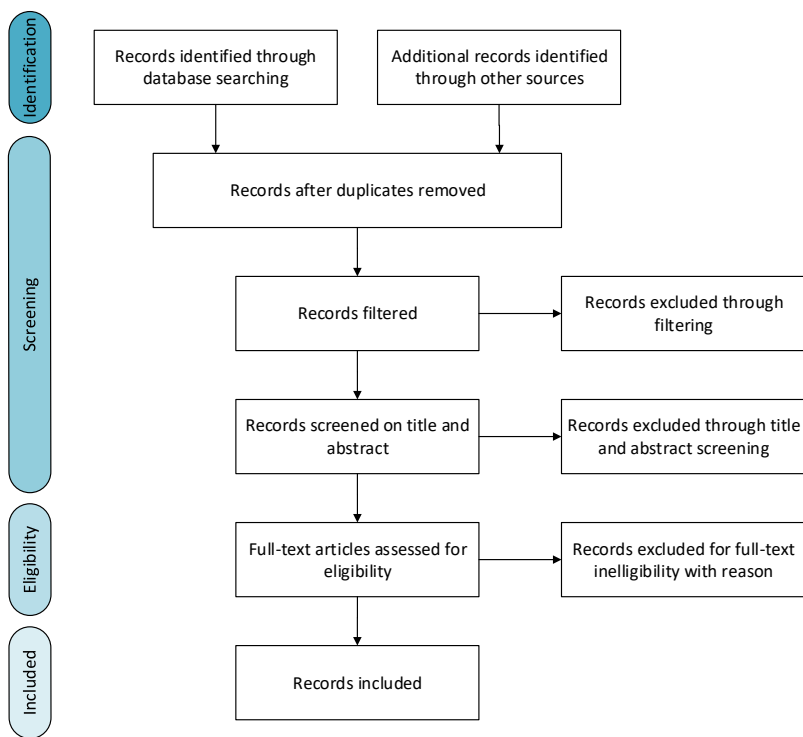 Identification
Records identified through
database searching
Additional records identified
through other sources
Screening
Records after duplicates removed
Records filtered
Records excluded through
filtering
Records screened on title and
abstract
Records excluded through title
and abstract screening
Eligibility
Full-text articles assessed for
eligibility
Records excluded for full-text
inelligibility with reason
Included
Records included